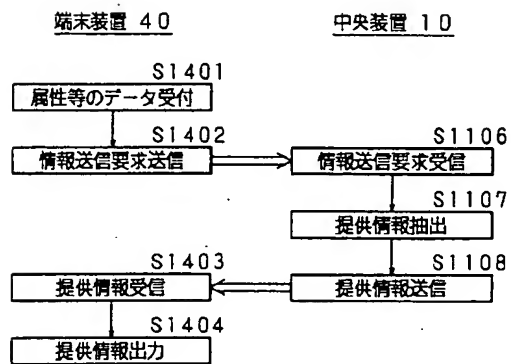 端末装置 40
中央装置 10
S1401
属性等のデータ受付
S1402
情報送信要求送信
S1106
情報送信要求受信
S1107
提供情報抽出
S1108
提供情報送信
S1403
提供情報受信
S1404
提供情報出力